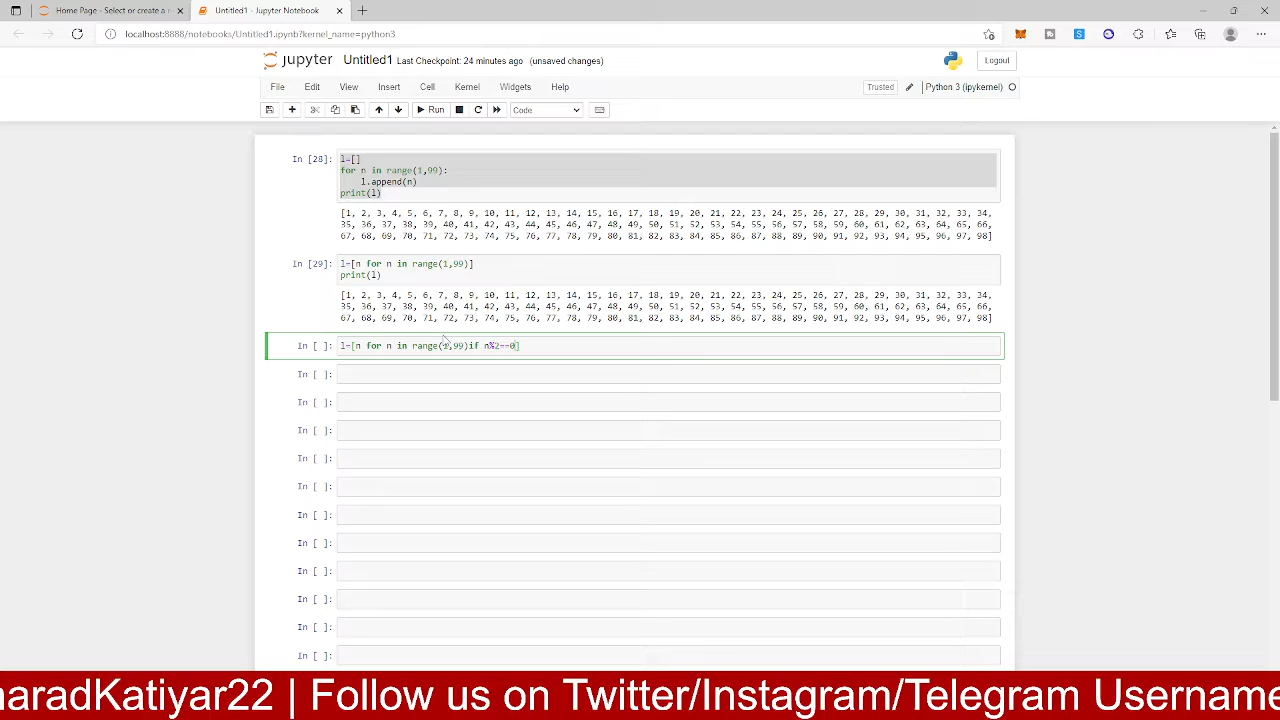 Home Page - Select or create a n
Untitled1 - Jupyter Notebook
localhost:8888/notebooks/Untitled1.ipynb?kernel_name=python3
jupyter Untitled1 Last Checkpoint: 24 minutes ago (unsaved changes)
Logout
File Edit View Insert Cell Kernel Widgets Help
Trusted
Python 3 (ipykernel)
Run
Code
In [28]: l=[]
for n in range(1,99):
l.append(n)
print(l)
[1, 2, 3, 4, 5, 6, 7, 8, 9, 10, 11, 12, 13, 14, 15, 16, 17, 18, 19, 20, 21, 22, 23, 24, 25, 26, 27, 28, 29, 30, 31, 32, 33, 34,
35, 36, 37, 38, 39, 40, 41, 42, 43, 44, 45, 46, 47, 48, 49, 50, 51, 52, 53, 54, 55, 56, 57, 58, 59, 60, 61, 62, 63, 64, 65, 66,
67, 68, 69, 70, 71, 72, 73, 74, 75, 76, 77, 78, 79, 80, 81, 82, 83, 84, 85, 86, 87, 88, 89, 90, 91, 92, 93, 94, 95, 96, 97, 98]
In [29]: l=[n for n in range(1,99)]
print(l)
[1, 2, 3, 4, 5, 6, 7, 8, 9, 10, 11, 12, 13, 14, 15, 16, 17, 18, 19, 20, 21, 22, 23, 24, 25, 26, 27, 28, 29, 30, 31, 32, 33, 34,
35, 36, 37, 38, 39, 40, 41, 42, 43, 44, 45, 46, 47, 48, 49, 50, 51, 52, 53, 54, 55, 56, 57, 58, 59, 60, 61, 62, 63, 64, 65, 66,
67, 68, 69, 70, 71, 72, 73, 74, 75, 76, 77, 78, 79, 80, 81, 82, 83, 84, 85, 86, 87, 88, 89, 90, 91, 92, 93, 94, 95, 96, 97, 98]
In [ ]: l=[n for n in range(1,99)if n%2==0]
In [ ]:
In [ ]:
In [ ]:
In [ ]:
In [ ]:
In [ ]:
In [ ]:
In [ ]:
In [ ]:
In [ ]:
In [ ]:
haradKatiyar22 | Follow us on Twitter/Instagram/Telegram Username